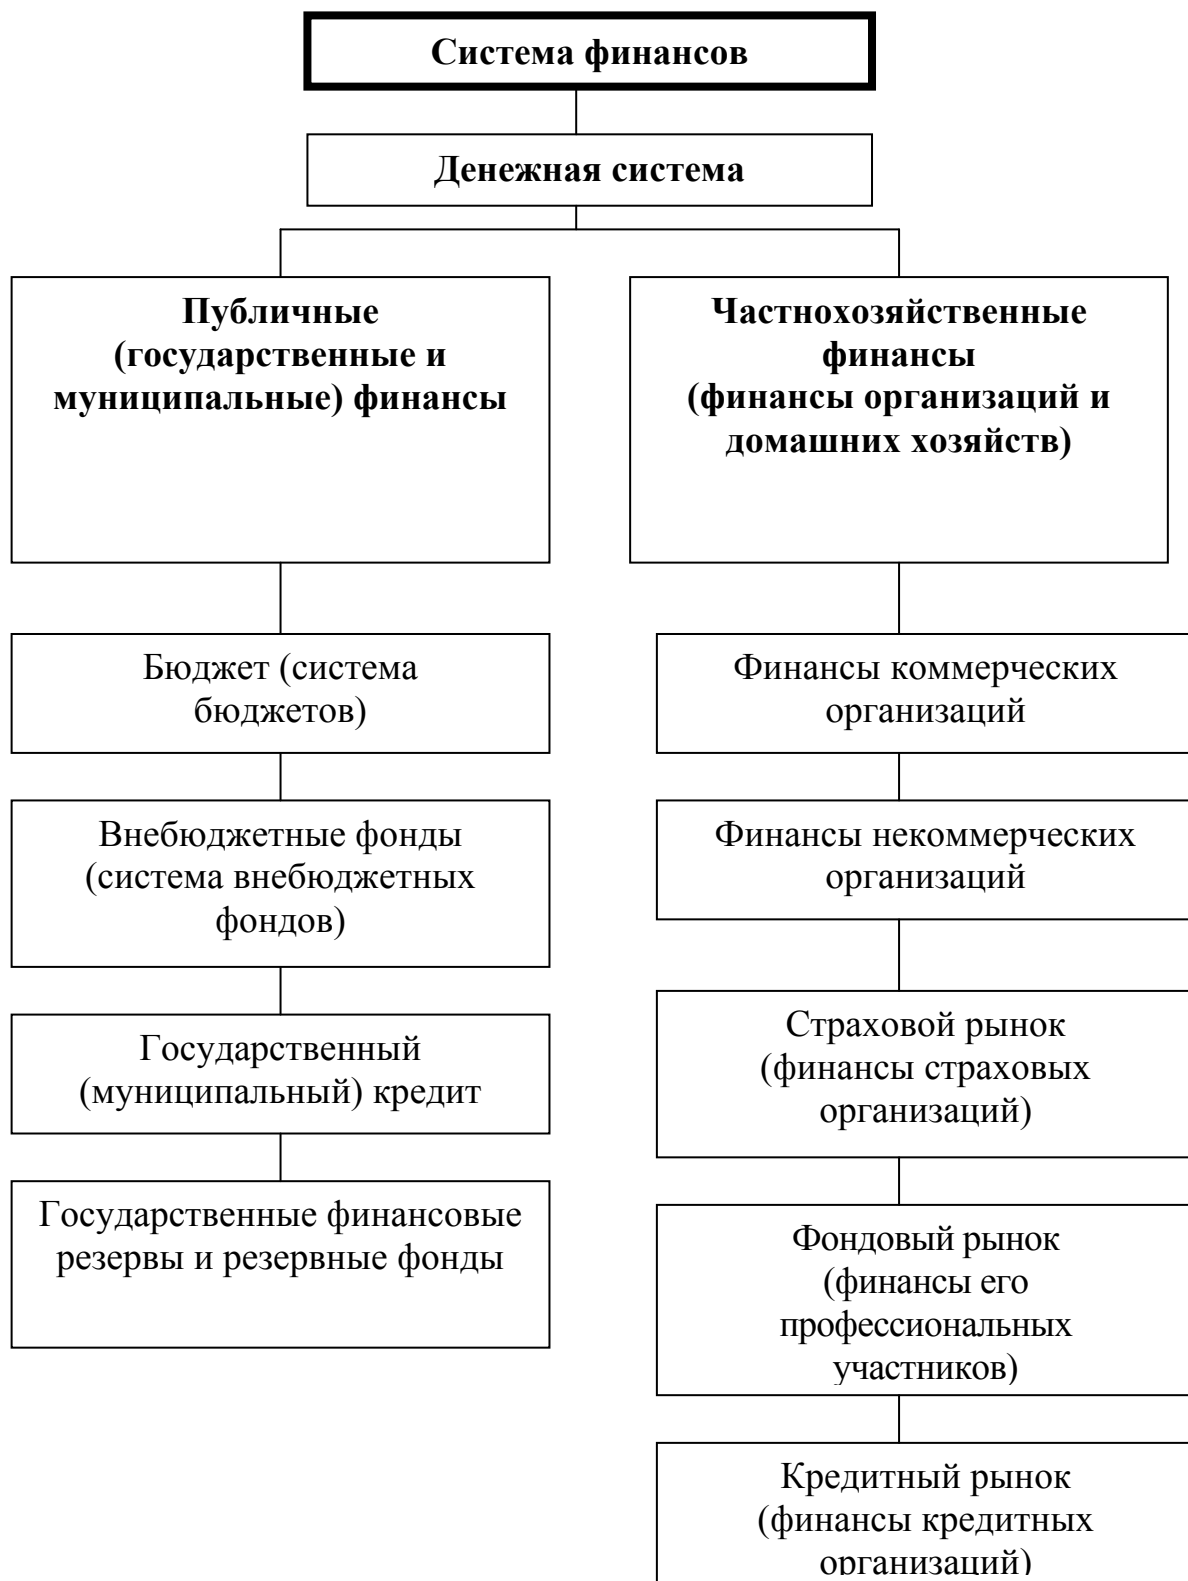 Система финансов
Денежная система
Публичные
(государственные и
муниципальные) финансы
Частнохозяйственные
финансы
(финансы организаций и
домашних хозяйств)
Бюджет (система
бюджетов)
Внебюджетные фонды
(система внебюджетных
фондов)
Государственный
(муниципальный) кредит
Государственные финансовые
резервы и резервные фонды
Финансы коммерческих
организаций
Финансы некоммерческих
организаций
Страховой рынок
(финансы страховых
организаций)
Фондовый рынок
(финансы его
профессиональных
участников)
Кредитный рынок
(финансы кредитных
организаций)